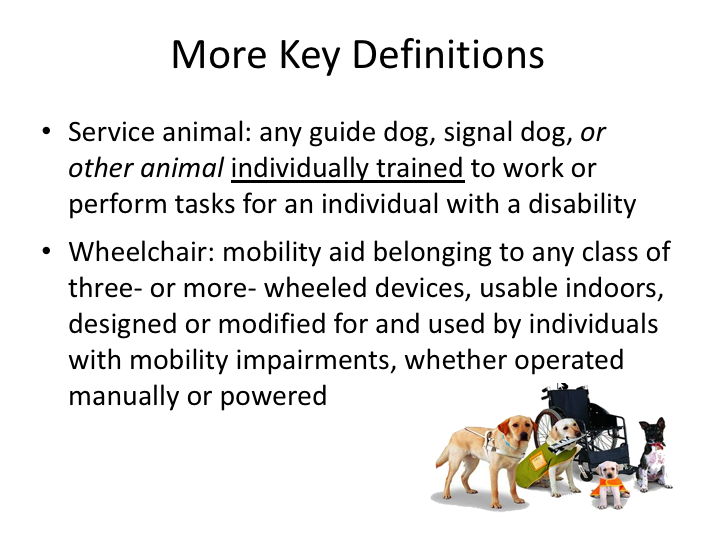 More Key Definitions
• Service animal: any guide dog, signal dog, or
other animal individually trained to work or
perform tasks for an individual with a disability
• Wheelchair: mobility aid belonging to any class of
three- or more- wheeled devices, usable indoors,
designed or modified for and used by individuals
with mobility impairments, whether operated
manually or powered